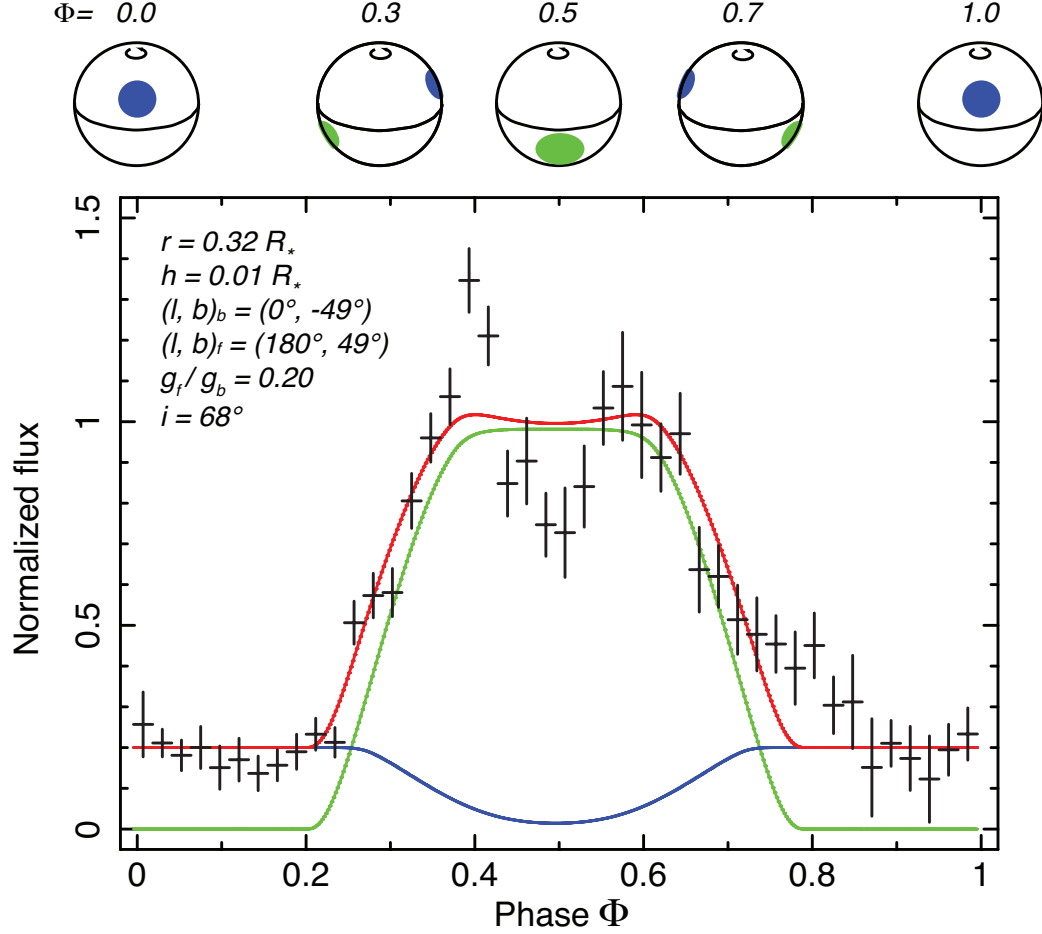 Φ= 0.0 0.3 0.5 0.7 1.0
1.5
1
0.5
0
Normalized flux
r = 0.32 R*
h = 0.01 R*
(l, b)b = (0°, -49°)
(l, b)f = (180°, 49°)
gf / gb = 0.20
i = 68°
0 0.2 0.4 0.6 0.8 1
Phase Φ